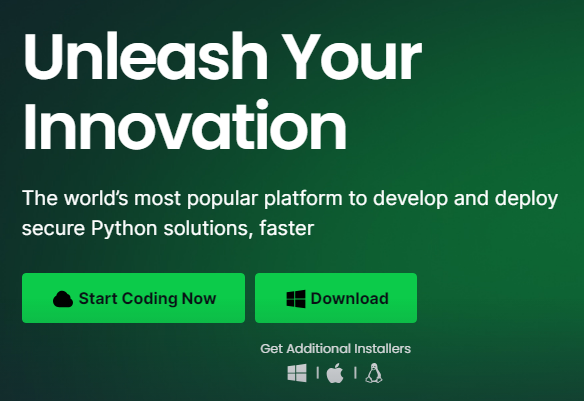 Unleash Your
Innovation
The world’s most popular platform to develop and deploy
secure Python solutions, faster
Start Coding Now
Download
Get Additional Installers
| |